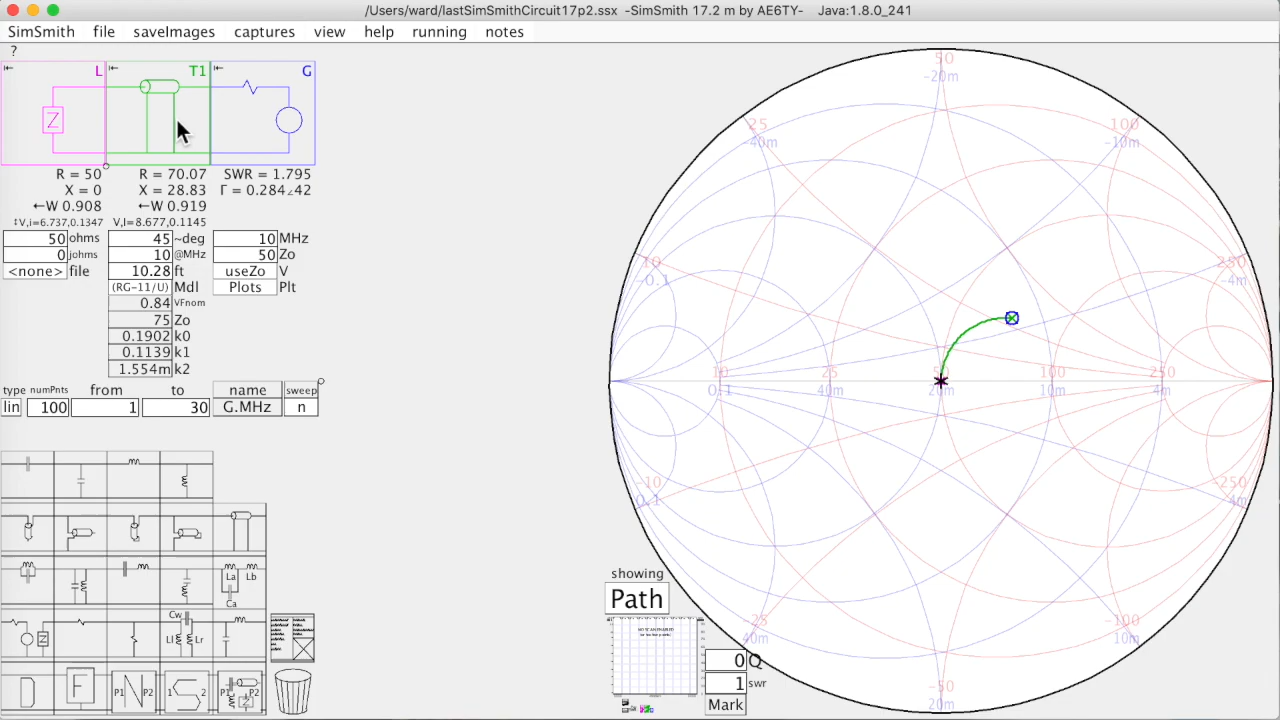 /Users/ward/lastSimSmithCircuit17p2.ssx -SimSmith 17.2 m by AE6TY- Java:1.8.0_241
SimSmith file saveImages captures view help running notes
?
L T1 G
Z
R = 50 R = 70.07 SWR = 1.795
X = 0 X = 28.83 Γ = 0.284∠42
←W 0.908 ←W 0.919
↕V,i=6.737,0.1347 V,I=8.677,0.1145
50 ohms 45 ~deg 10 MHz
0 johms 10 @MHz 50 Zo
<none> file 10.28 ft useZo V
(RG-11/U) Mdl Plots Plt
0.84 VFnom
75 Zo
0.1902 k0
0.1139 k1
1.554m k2
type numPnts from to name sweep
lin 100 1 30 G.MHz n
La Lb
Ca
Cw
Lr
D F P1 N P2 1 2 P1 P2
50
-20m
25
-40m
100
-10m
10
-0.1
250
-4m
10 50 100 250
0.1 40m 20m 10m 4m
-10
0.1
-250
4m
-25
40m
-100
10m
-50
20m
showing
Path
0 Q
1 swr
Mark